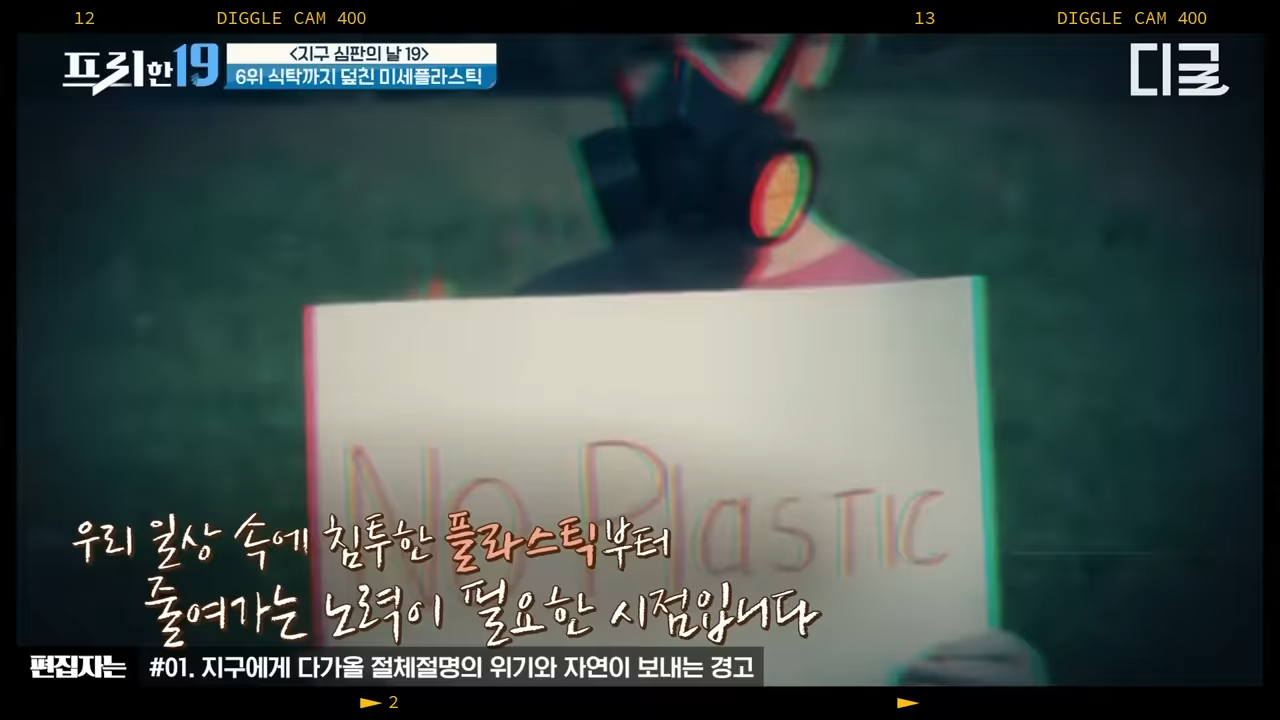 12 DIGGLE CAM 400 13 DIGGLE CAM 400
프리한19
<지구 심판의 날 19>
6위 식탁까지 덮친 미세플라스틱
디글
No Plastic
우리 일상 속에 침투한 플라스틱부터
줄여가는 노력이 필요한 시점입니다
편집자는 #01. 지구에게 다가올 절체절명의 위기와 자연이 보내는 경고
2